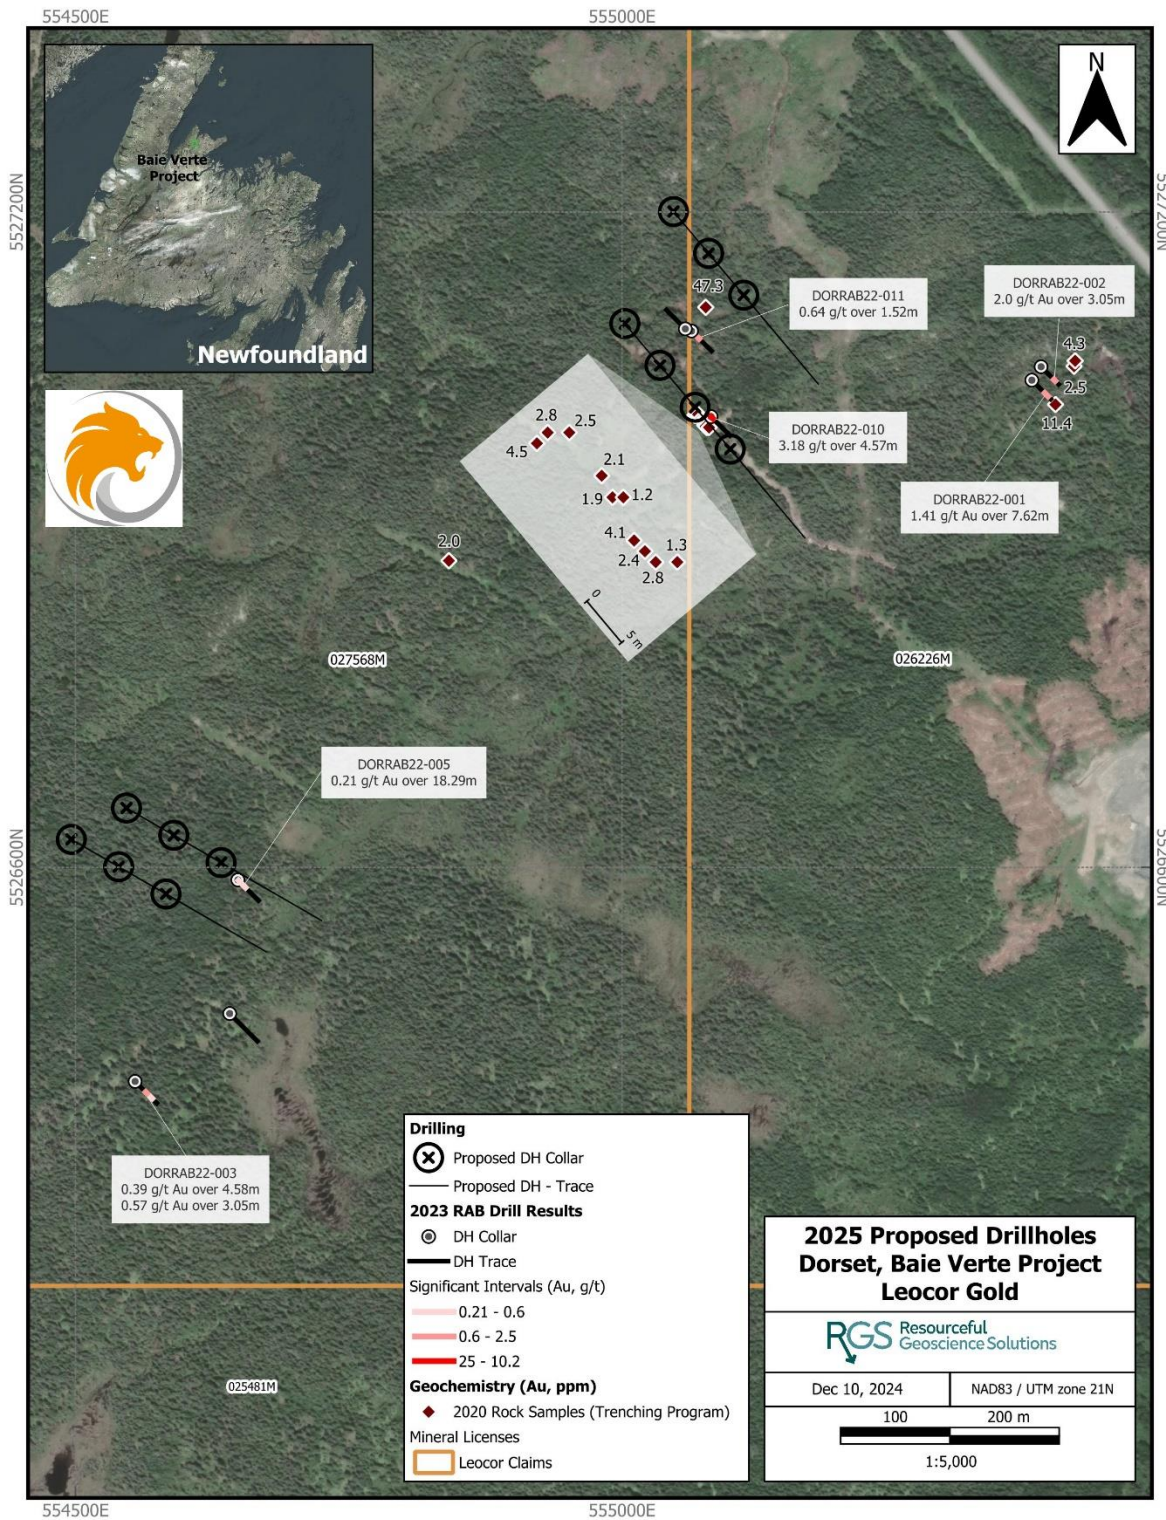 554500E
555000E
5527200N
5527200N
Baie Verte
Project
Newfoundland
N
47.3
DORRAB22-011
0.64 g/t over 1.52m
DORRAB22-002
2.0 g/t Au over 3.05m
4.3
2.5
11.4
DORRAB22-010
3.18 g/t over 4.57m
DORRAB22-001
1.41 g/t Au over 7.62m
2.8
2.5
4.5
2.1
1.9
1.2
4.1
2.4
1.3
2.8
0
5 m
2.0
027568M
026226M
DORRAB22-005
0.21 g/t Au over 18.29m
5526600N
5526600N
DORRAB22-003
0.39 g/t Au over 4.58m
0.57 g/t Au over 3.05m
025481M
Drilling
Proposed DH Collar
Proposed DH - Trace
2023 RAB Drill Results
DH Collar
DH Trace
Significant Intervals (Au, g/t)
0.21 - 0.6
0.6 - 2.5
25 - 10.2
Geochemistry (Au, ppm)
2020 Rock Samples (Trenching Program)
Mineral Licenses
Leocor Claims
2025 Proposed Drillholes
Dorset, Baie Verte Project
Leocor Gold
RGS Resourceful
Geoscience Solutions
Dec 10, 2024
NAD83 / UTM zone 21N
100 200 m
1:5,000
554500E
555000E